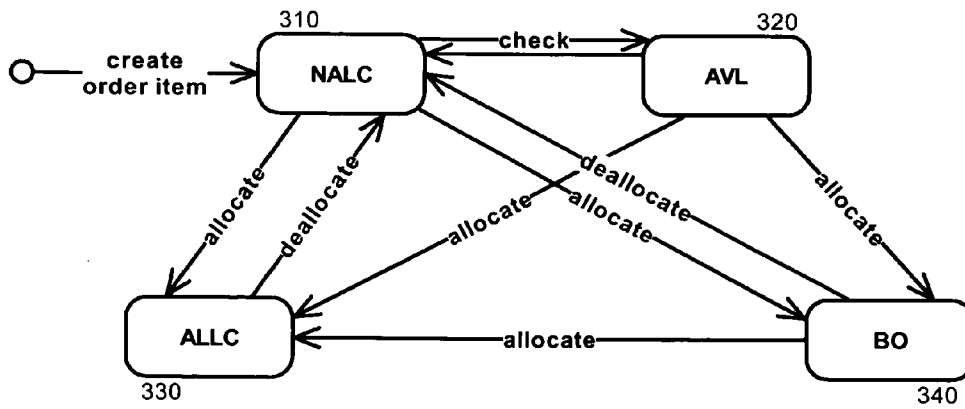 310
320
create
order item
NALC
check
AVL
allocate
deallocate
allocate
deallocate
allocate
allocate
ALLC
allocate
BO
330
340